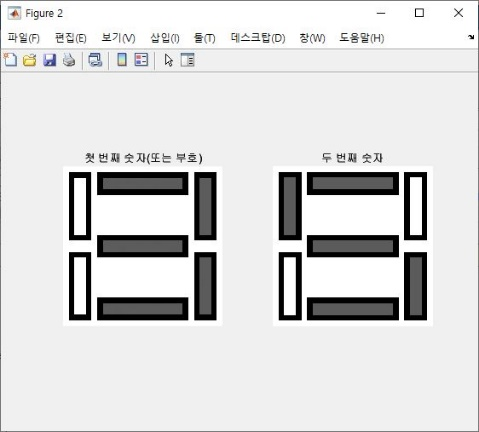 Figure 2
파일(F) 편집(E) 보기(V) 삽입(I) 툴(T) 데스크탑(D) 창(W) 도움말(H)
첫 번째 숫자(또는 부호) 두 번째 숫자